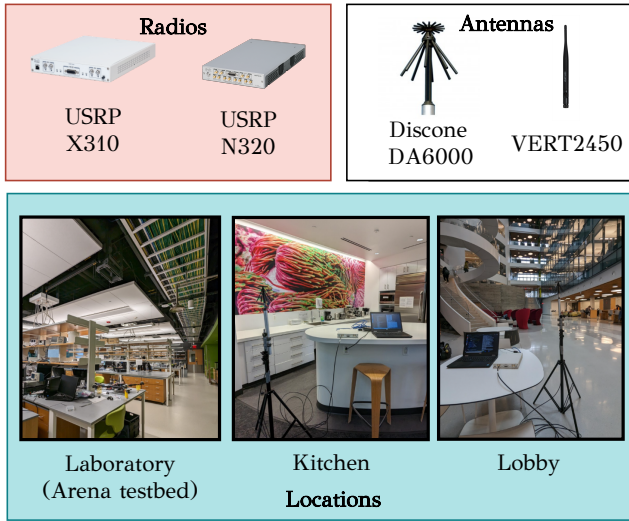 Radios
USRP
X310
USRP
N320
Antennas
Discone
DA6000
VERT2450
Laboratory
(Arena testbed)
Kitchen
Lobby
Locations